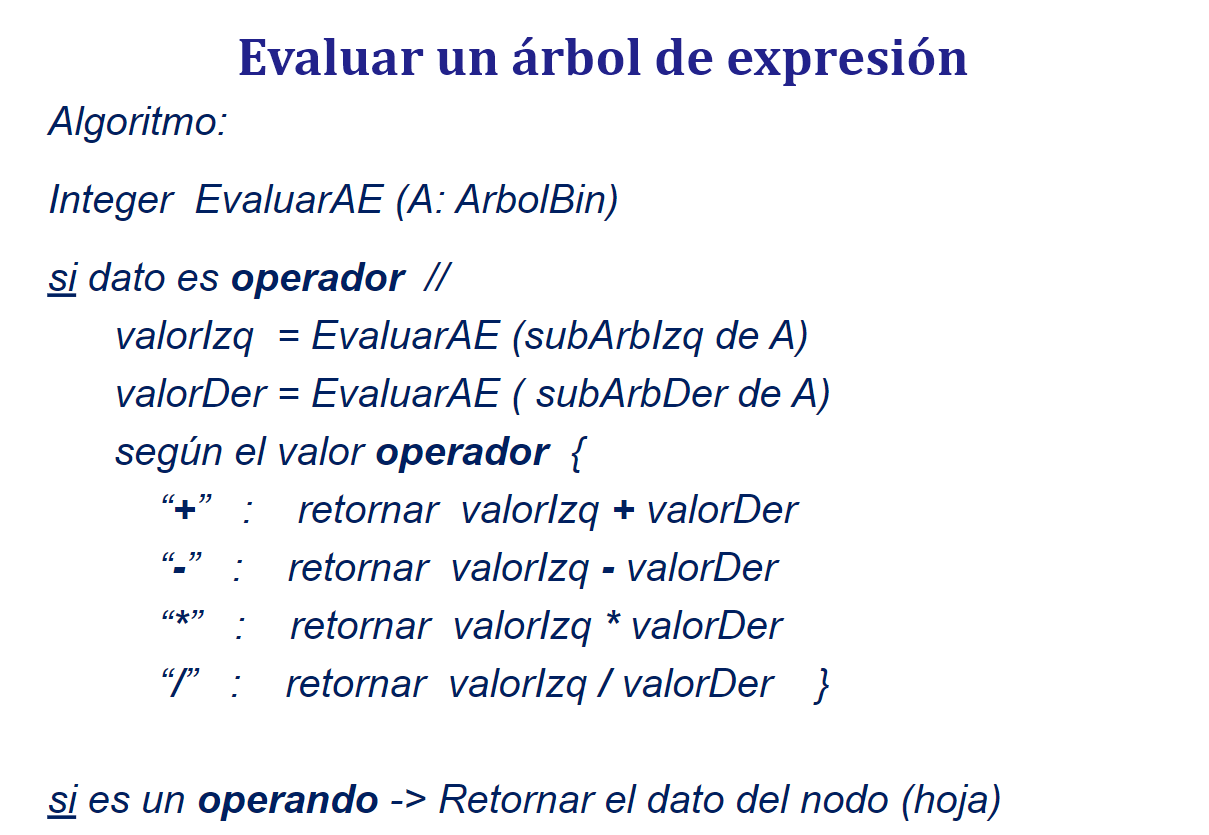 Evaluar un árbol de expresión
Algoritmo:
Integer EvaluarAE (A: ArbolBin)
si dato es operador //
valorIzq = EvaluarAE (subArbIzq de A)
valorDer = EvaluarAE ( subArbDer de A)
según el valor operador {
“+” : retornar valorIzq + valorDer
“-” : retornar valorIzq - valorDer
“*” : retornar valorIzq * valorDer
“/” : retornar valorIzq / valorDer }
si es un operando -> Retornar el dato del nodo (hoja)